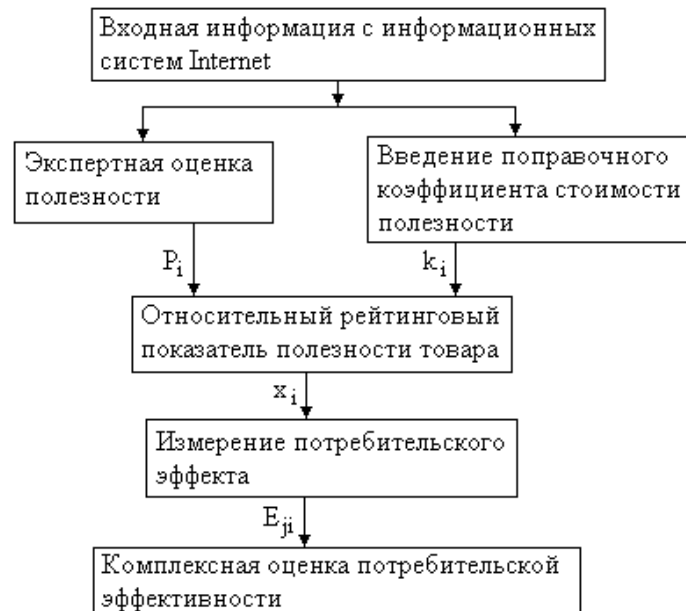 Входная информация с информационных
систем Internet
Экспертная оценка
полезности
Введение поправочного
коэффициента стоимости
полезности
Pi
ki
Относительный рейтинговый
показатель полезности товара
xi
Измерение потребительского
эффекта
Eji
Комплексная оценка потребительской
эффективности